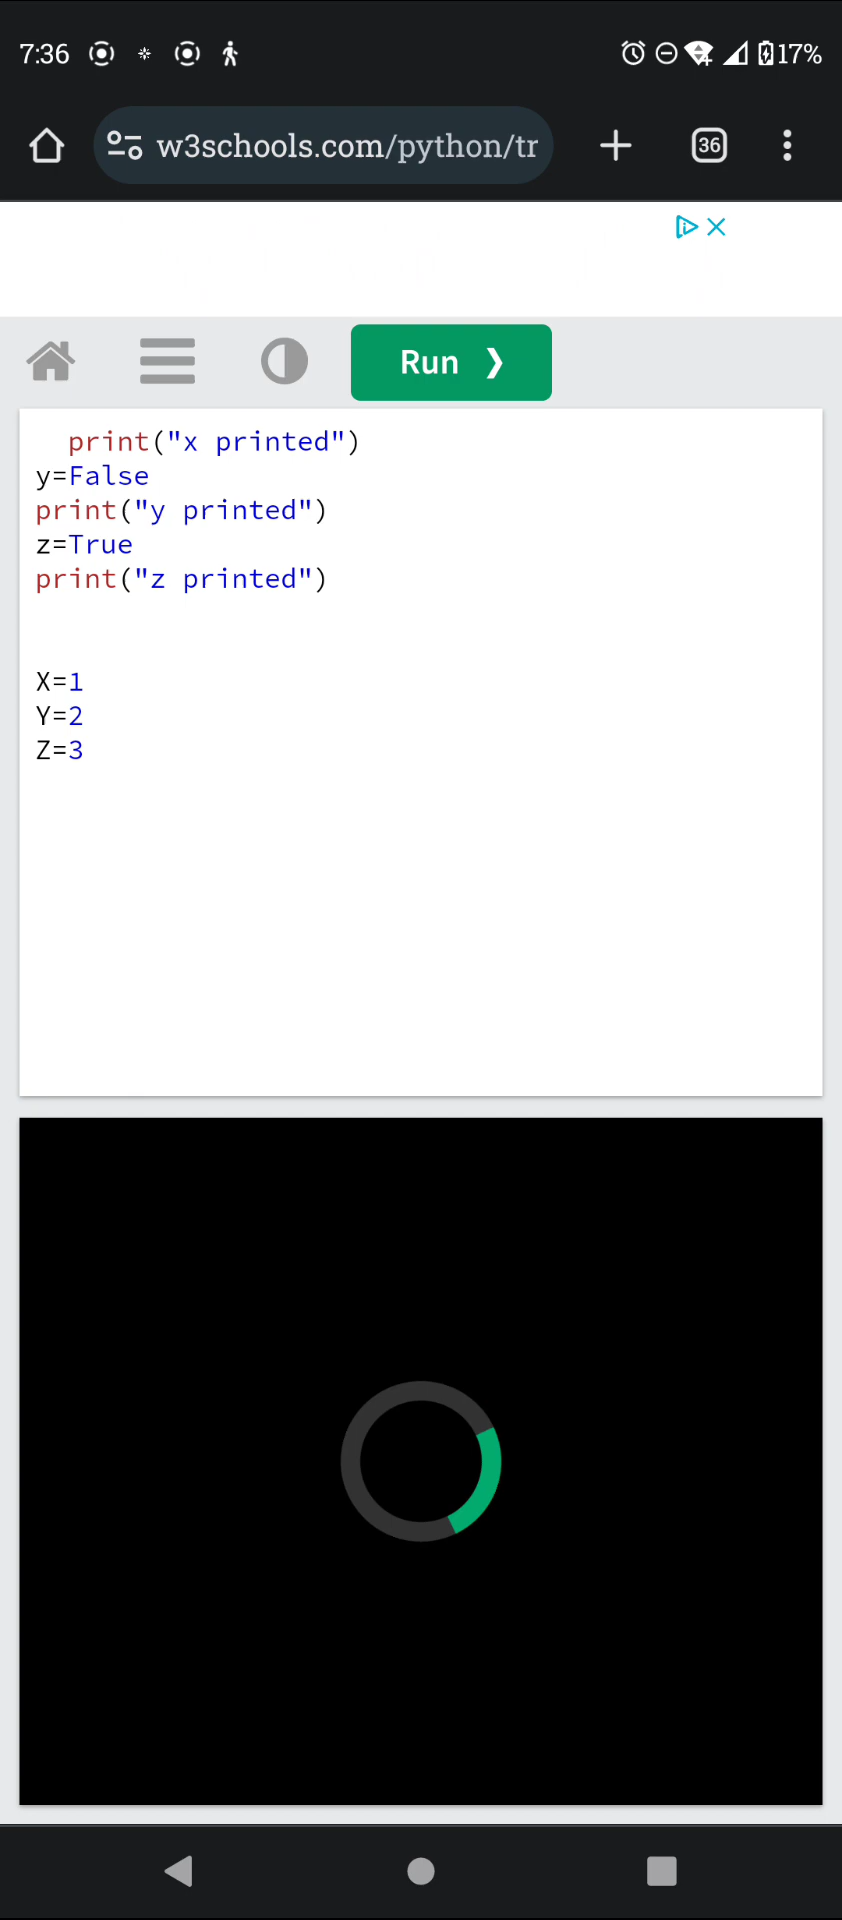 7:36 17%
w3schools.com/python/tr 36
Run ❯
print("x printed")
y=False
print("y printed")
z=True
print("z printed")
X=1
Y=2
Z=3